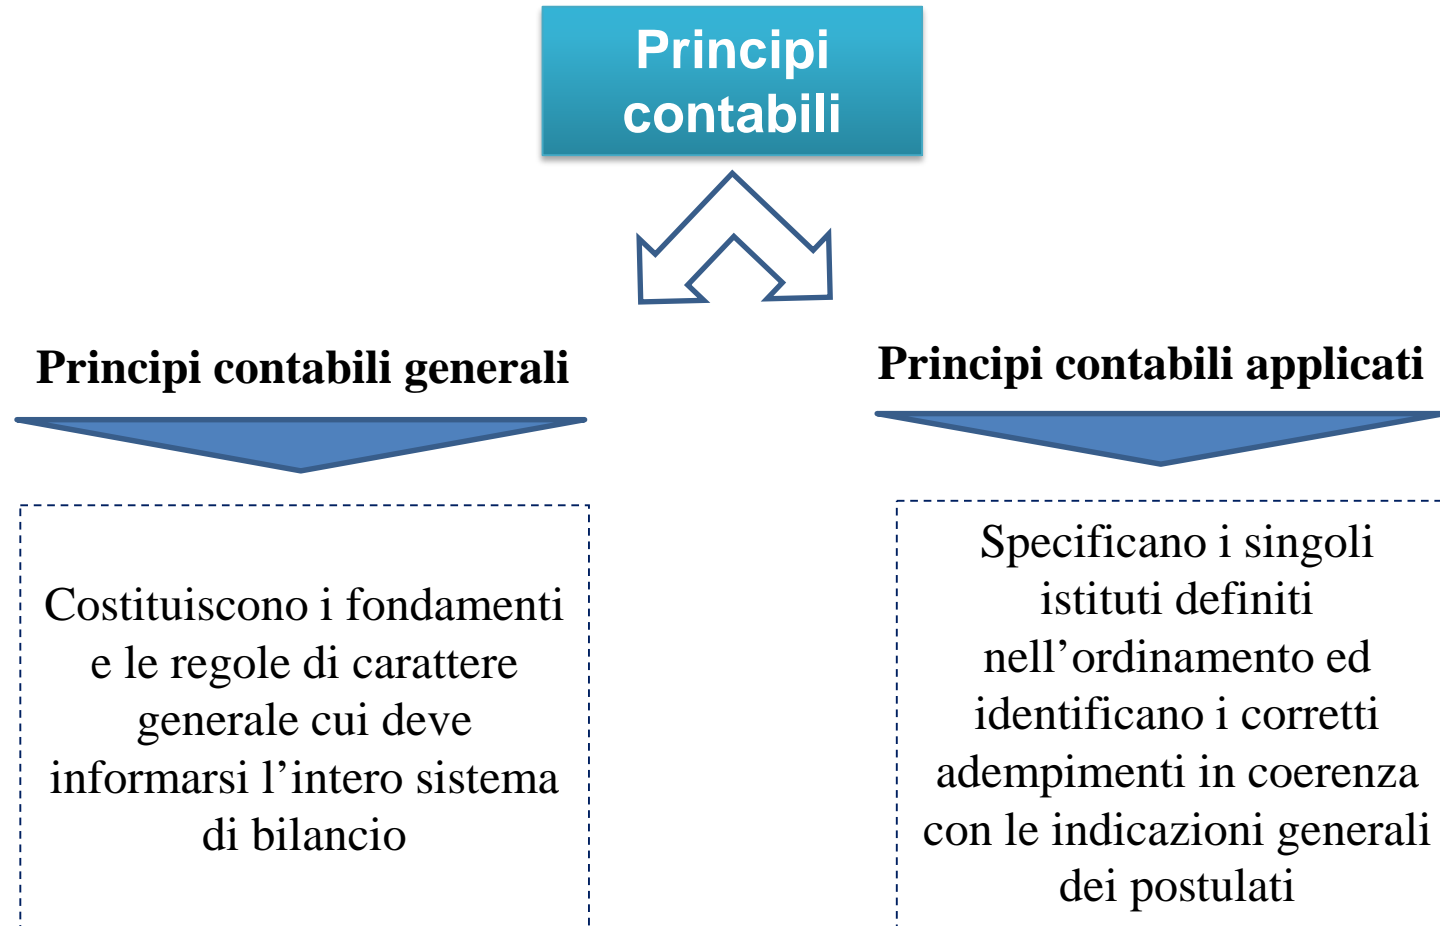 Principi
contabili
Principi contabili generali
Principi contabili applicati
Costituiscono i fondamenti
e le regole di carattere
generale cui deve
informarsi l’intero sistema
di bilancio
Specificano i singoli
istituti definiti
nell’ordinamento ed
identificano i corretti
adempimenti in coerenza
con le indicazioni generali
dei postulati